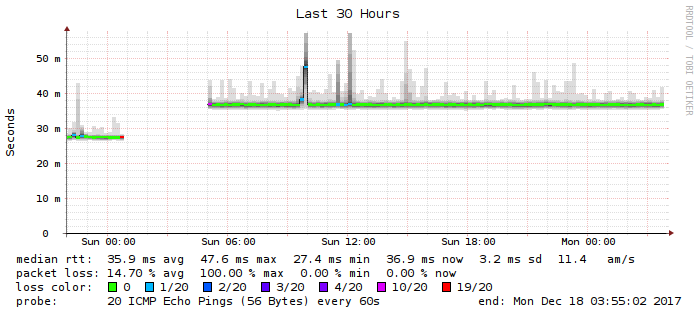 Last 30 Hours
RRDTOOL / TOBI OETIKER
Seconds
50 m
40 m
30 m
20 m
10 m
0
Sun 00:00 Sun 06:00 Sun 12:00 Sun 18:00 Mon 00:00
median rtt: 35.9 ms avg 47.6 ms max 27.4 ms min 36.9 ms now 3.2 ms sd 11.4 am/s
packet loss: 14.70 % avg 100.00 % max 0.00 % min 0.00 % now
loss color: 0 1/20 2/20 3/20 4/20 10/20 19/20
probe: 20 ICMP Echo Pings (56 Bytes) every 60s end: Mon Dec 18 03:55:02 2017